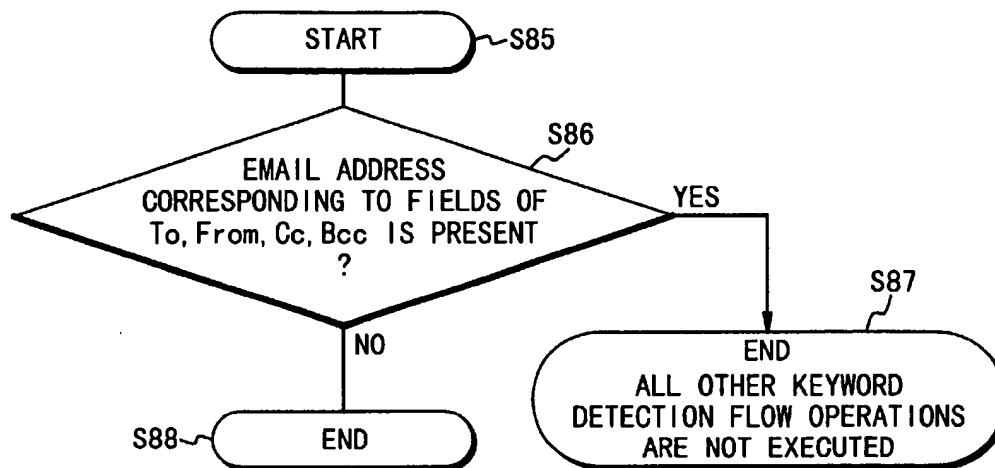 START
S85
S86
EMAIL ADDRESS
CORRESPONDING TO FIELDS OF
To, From, Cc, Bcc IS PRESENT
?
YES
NO
S87
END
ALL OTHER KEYWORD
DETECTION FLOW OPERATIONS
ARE NOT EXECUTED
S88
END